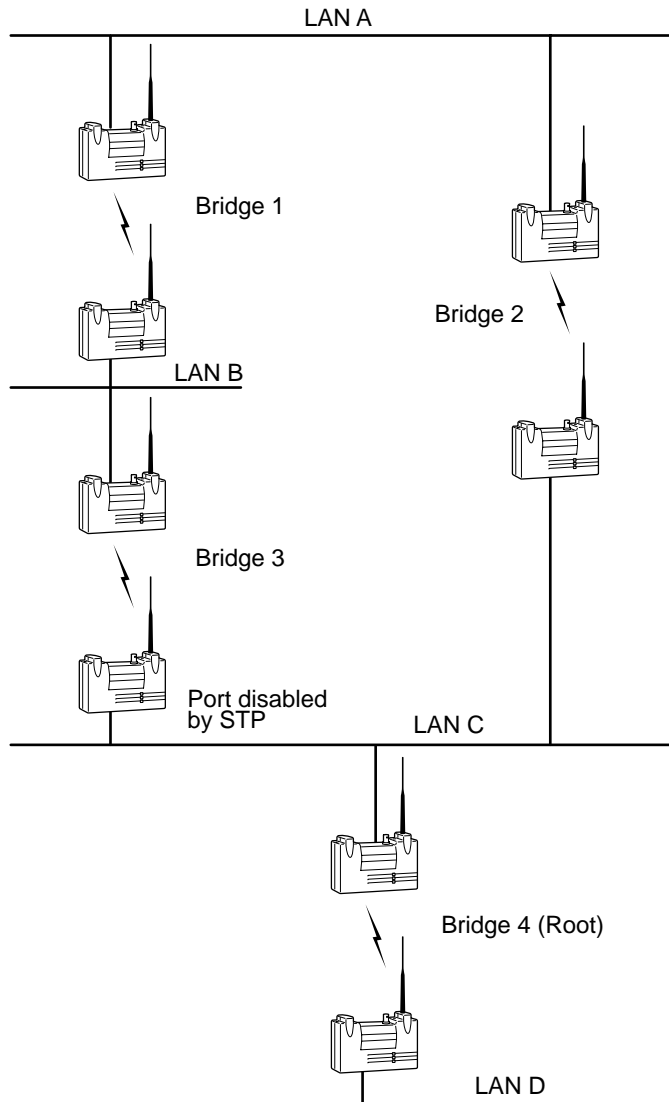 LAN A
Bridge 1
Bridge 2
LAN B
Bridge 3
Port disabled
by STP
LAN C
Bridge 4 (Root)
LAN D